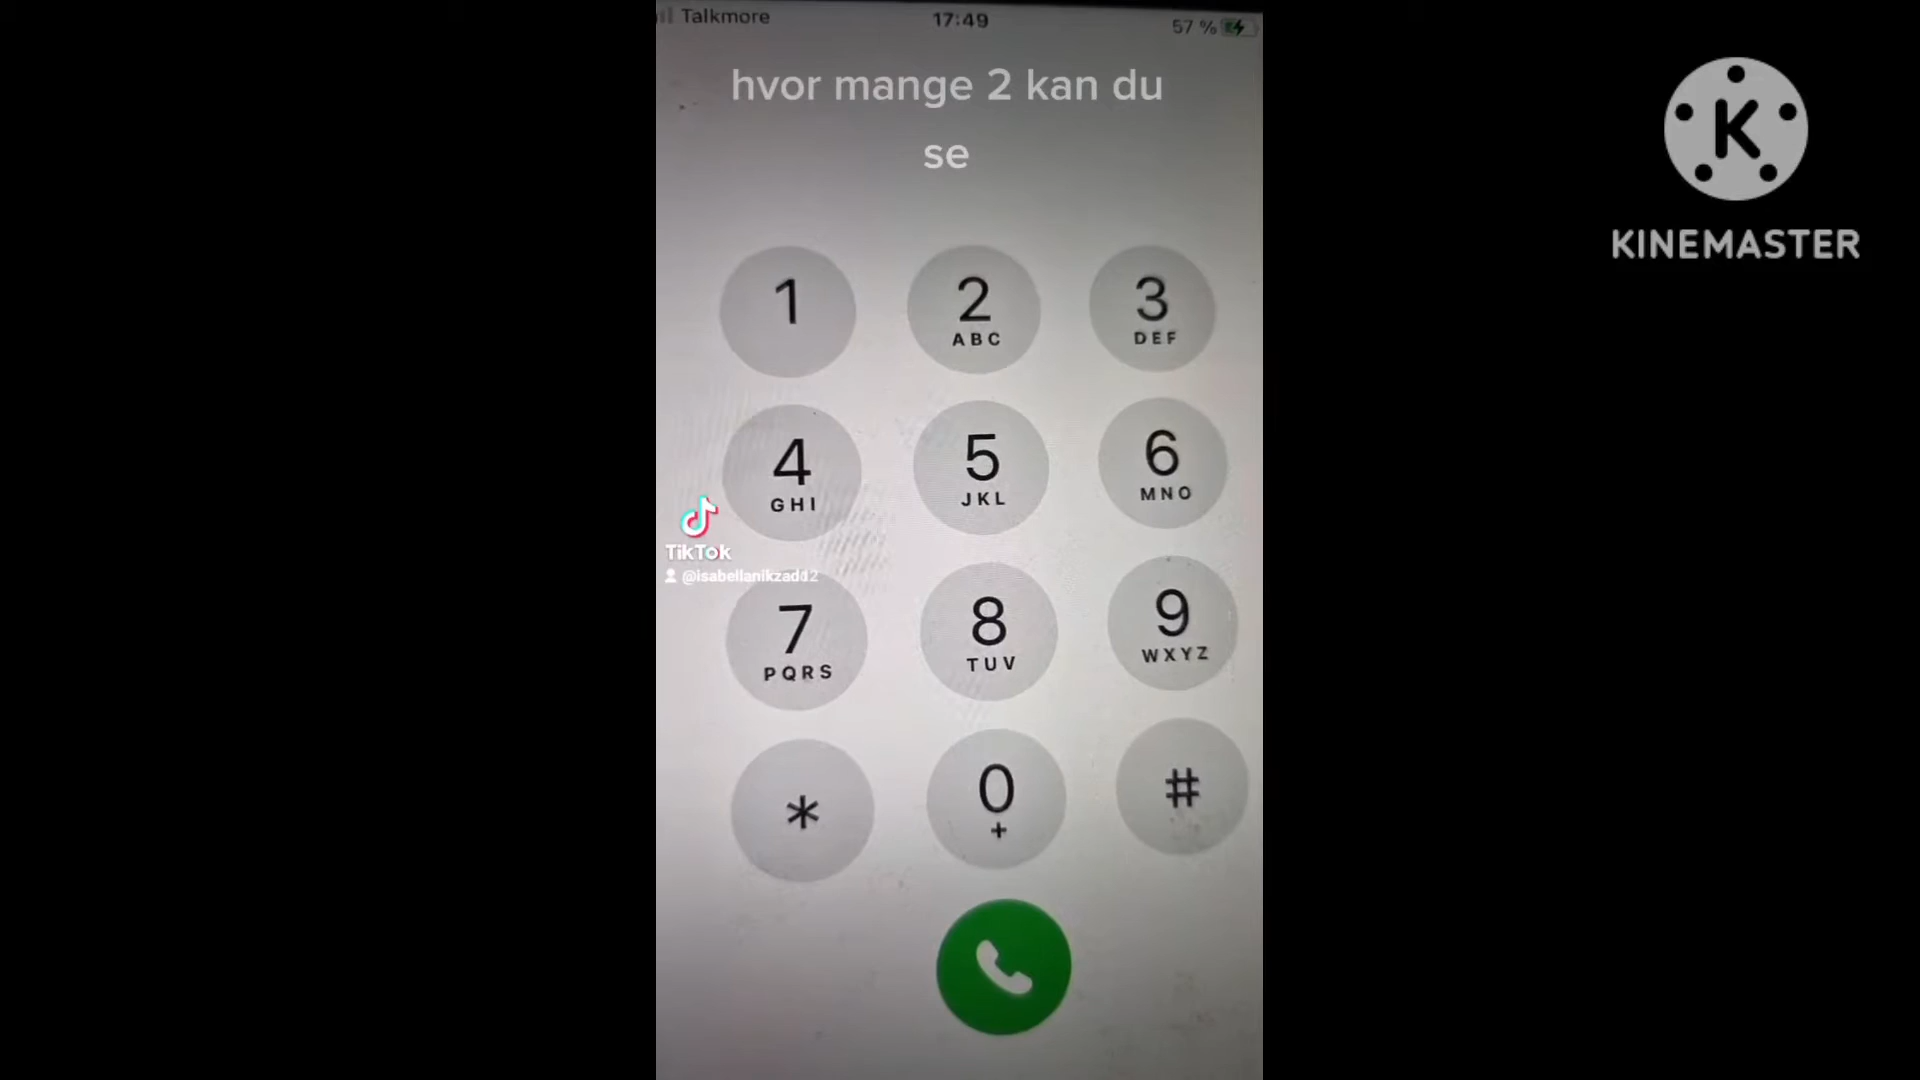 Talkmore 17:49 57 %
hvor mange 2 kan du
se
KINEMASTER
1 2 3
ABC DEF
4 5 6
GHI JKL MNO
TikTok
@isabellanikzad12
7 8 9
PQRS TUV WXYZ
* 0 #
+